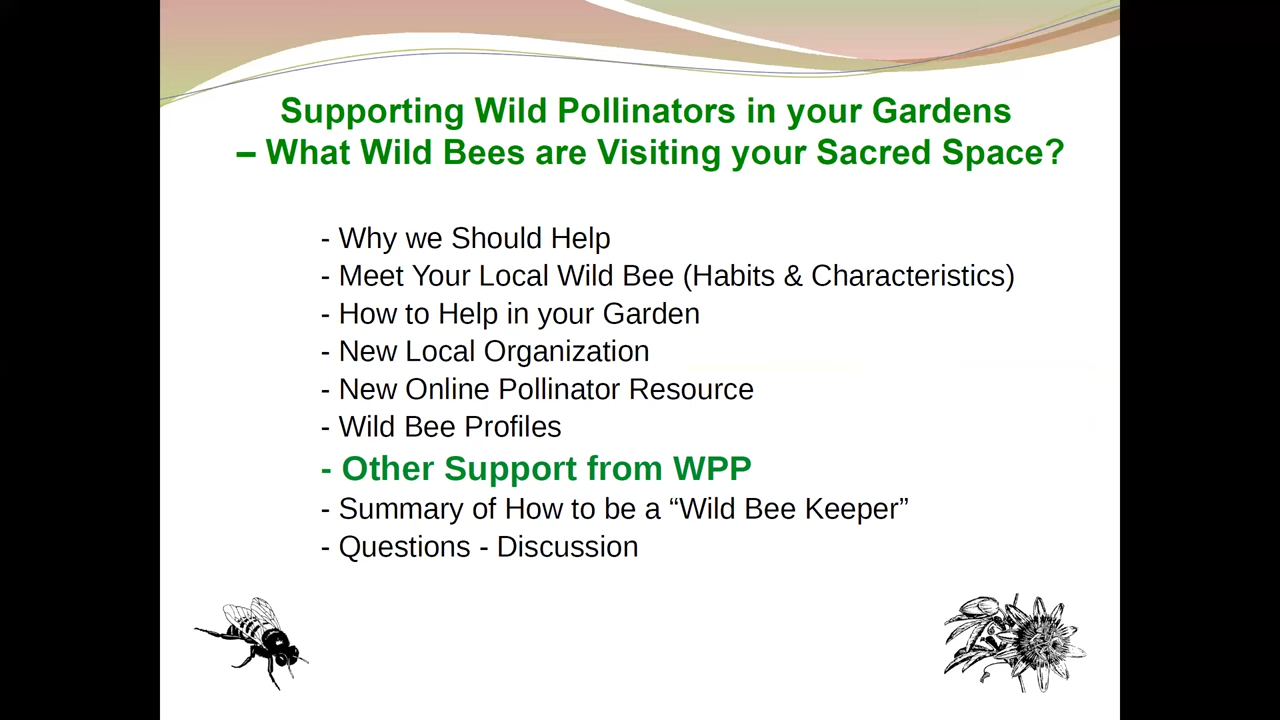 Supporting Wild Pollinators in your Gardens
– What Wild Bees are Visiting your Sacred Space?
- Why we Should Help
- Meet Your Local Wild Bee (Habits & Characteristics)
- How to Help in your Garden
- New Local Organization
- New Online Pollinator Resource
- Wild Bee Profiles
- Other Support from WPP
- Summary of How to be a “Wild Bee Keeper”
- Questions - Discussion